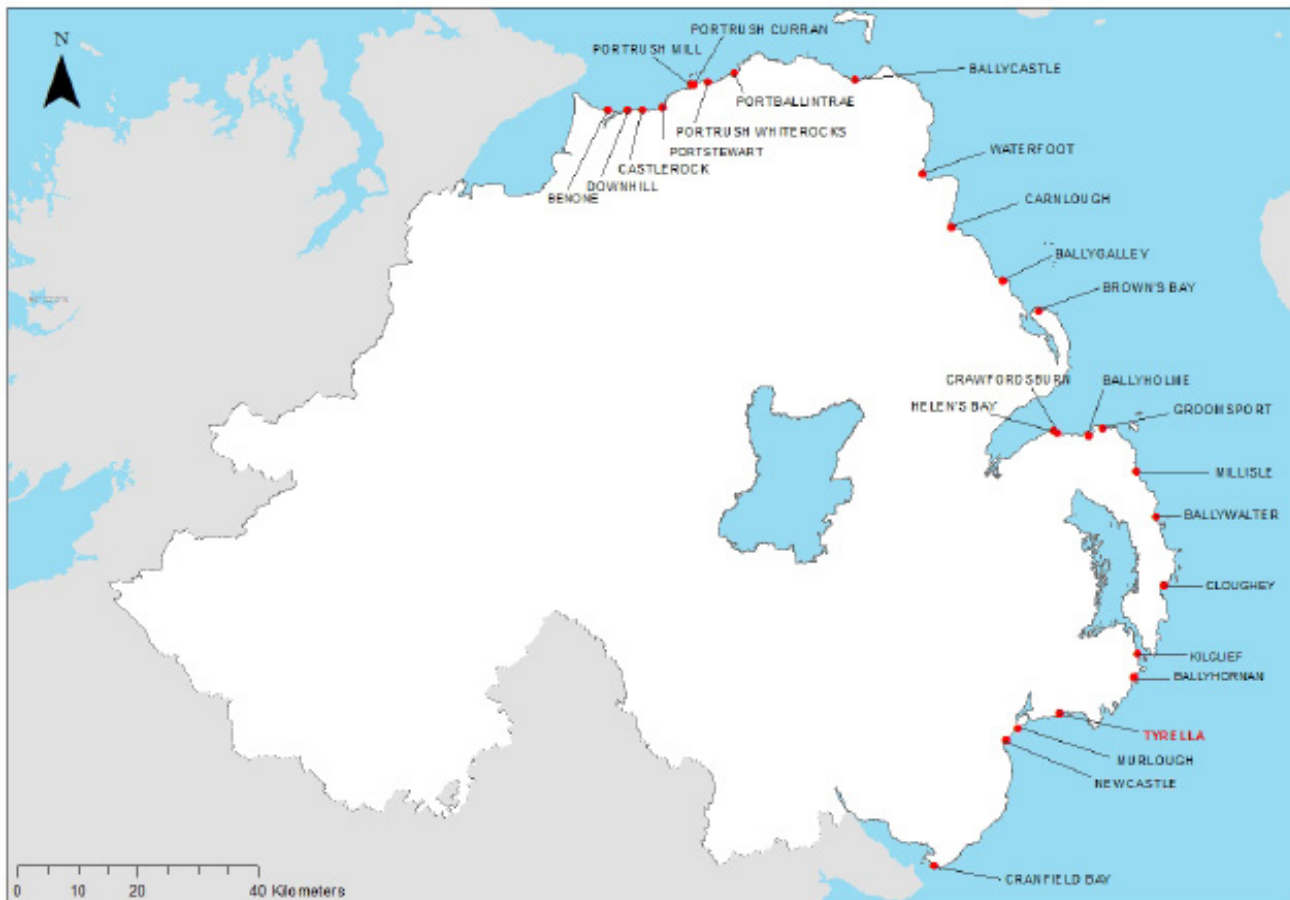 N
PORTRUSH CURRAN
PORTRUSH MILL
BALLYCASTLE
PORTBALLINTRAE
PORTRUSH WHITEROCKS
PORTSTEWART
CASTLEROCK
DOWNHILL
BENONE
WATERFOOT
CARNLOUGH
BALLYGALLEY
BROWN'S BAY
CRAWFORDSBURN
BALLYHOLME
HELEN'S BAY
GROOMSPORT
MILLISLE
BALLYWALTER
CLOUGHEY
KILCLIEF
BALLYHORNAN
TYRELLA
MURLOUGH
NEWCASTLE
CRANFIELD BAY
0 10 20 40 Kilometers